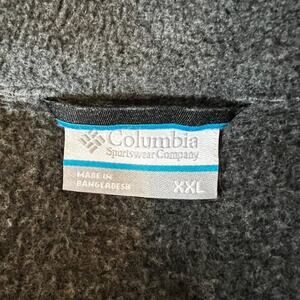 Columbia
Sportswear Company
MADE IN
BANGLADESH
XXL